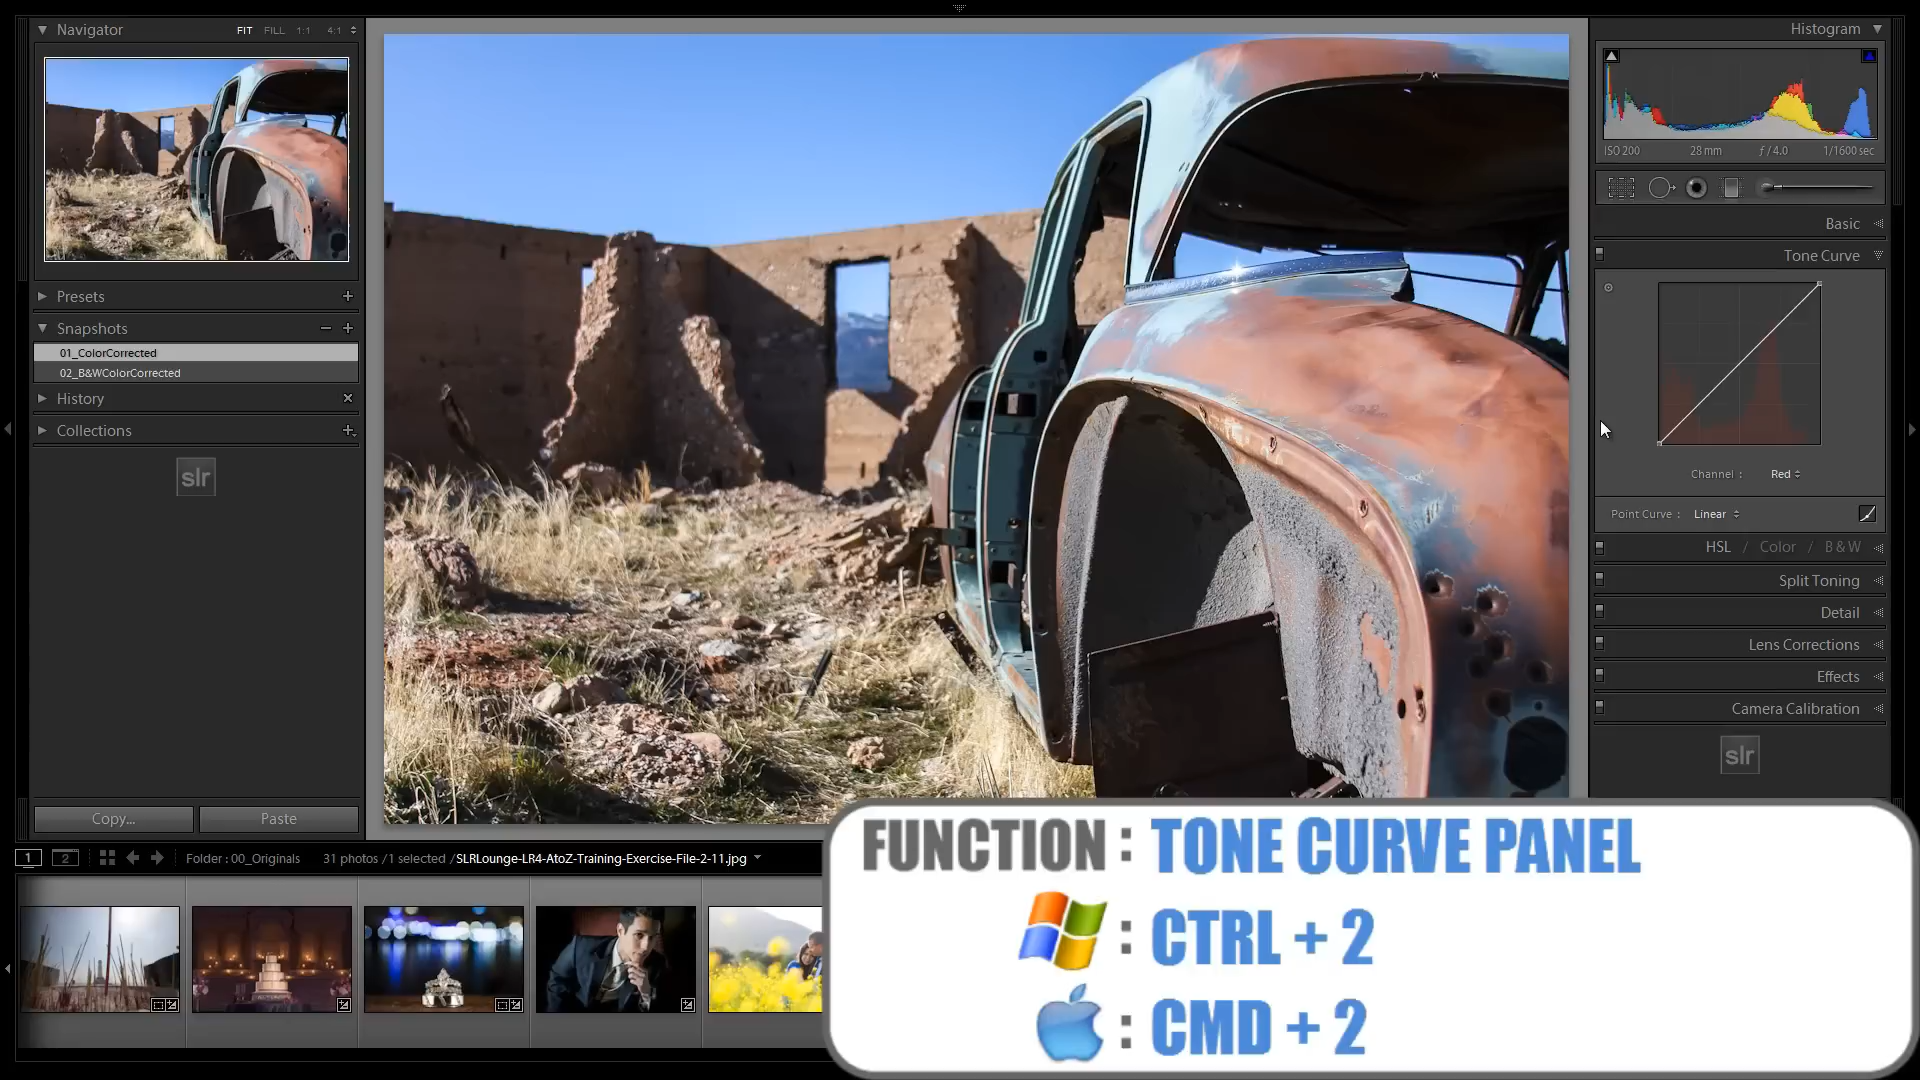 Navigator
FIT FILL 1:1 4:1
Presets
Snapshots
01_ColorCorrected
02_B&WColorCorrected
History
Collections
slr
Copy...
Paste
Histogram
ISO 200 28 mm ƒ / 4.0 1/1600 sec
Basic
Tone Curve
Channel : Red
Point Curve : Linear
HSL / Color / B & W
Split Toning
Detail
Lens Corrections
Effects
Camera Calibration
slr
1 2 Folder : 00_Originals 31 photos /1 selected /SLRLounge-LR4-AtoZ-Training-Exercise-File-2-11.jpg
FUNCTION : TONE CURVE PANEL
: CTRL + 2
: CMD + 2